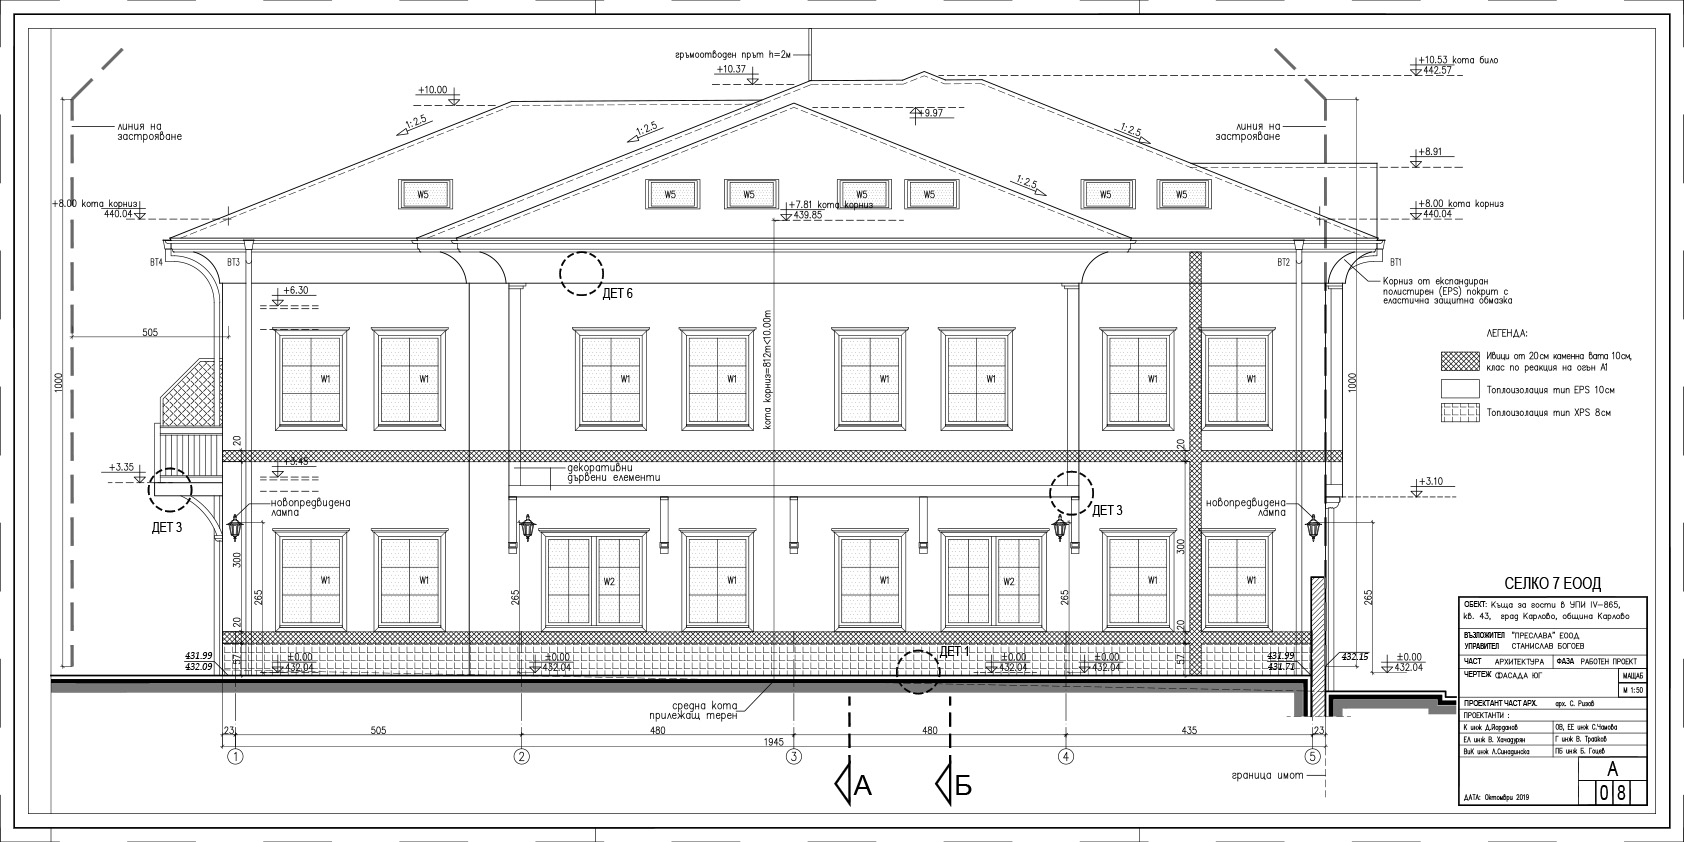 гръмоотводен прът h=2м
+10.37
+10.53 кота било
442.57
+10.00
+9.97
линия на
застрояване
линия на
застрояване
1:2.5
1:2.5
1:2.5
1:2.5
+8.91
W5
W5
W5
W5
W5
W5
W5
+8.00 кота корниз
440.04
+7.81 кота корниз
439.85
+8.00 кота корниз
440.04
ВТ4
ВТ3
ВТ2
ВТ1
ДЕТ 6
+6.30
Корниз от експандиран
полистирен (EPS) покрит с
еластична защитна обмазка
505
ЛЕГЕНДА:
Ивици от 20см каменна вата 10см,
клас по реакция на огън А1
Топлоизолация тип EPS 10см
Топлоизолация тип XPS 8см
1000
1000
кота корниз=812m<10.00m
W1
W1
W1
W1
W1
W1
W1
W1
20
20
+3.45
+3.35
декоративни
дървени елементи
+3.10
новопредвидена
лампа
новопредвидена
лампа
ДЕТ 3
ДЕТ 3
300
300
265
265
265
265
W1
W1
W2
W1
W1
W2
W1
W1
20
20
57
57
431.99
432.09
±0.00
432.04
±0.00
432.04
ДЕТ 1
±0.00
432.04
±0.00
432.04
431.99
431.71
432.15
±0.00
432.04
средна кота
прилежащ терен
23
505
480
480
435
23
1945
1
2
3
4
5
А
Б
граница имот
СЕЛКО 7 ЕООД
ОБЕКТ: Къща за гости в УПИ IV-865,
кв. 43, град Карлово, община Карлово
ВЪЗЛОЖИТЕЛ "ПРЕСЛАВА" ЕООД
УПРАВИТЕЛ СТАНИСЛАВ БОГОЕВ
ЧАСТ АРХИТЕКТУРА ФАЗА РАБОТЕН ПРОЕКТ
ЧЕРТЕЖ ФАСАДА ЮГ МАЩАБ
М 1:50
ПРОЕКТАНТ ЧАСТ АРХ. арх. С. Ризов
ПРОЕКТАНТИ :
К инж Д.Йорданов ОВ, ЕЕ инж С.Чамова
ЕЛ инж В. Хачадурян Г инж В. Трайков
ВиК инж Л.Синадинска ПБ инж Б. Гоцев
А
08
ДАТА: Октомври 2019